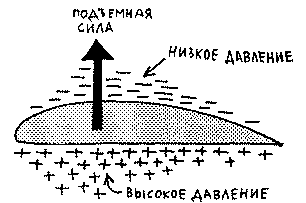 ПОДЪЕМНАЯ
СИЛА
НИЗКОЕ ДАВЛЕНИЕ
ВЫСОКОЕ ДАВЛЕНИЕ